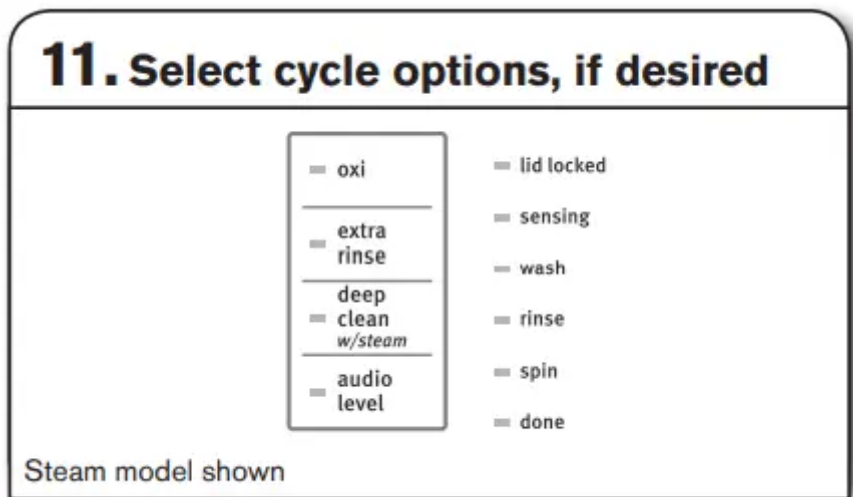 11. Select cycle options, if desired
oxi
extra
rinse
deep
clean
w/steam
audio
level
lid locked
sensing
wash
rinse
spin
done
Steam model shown